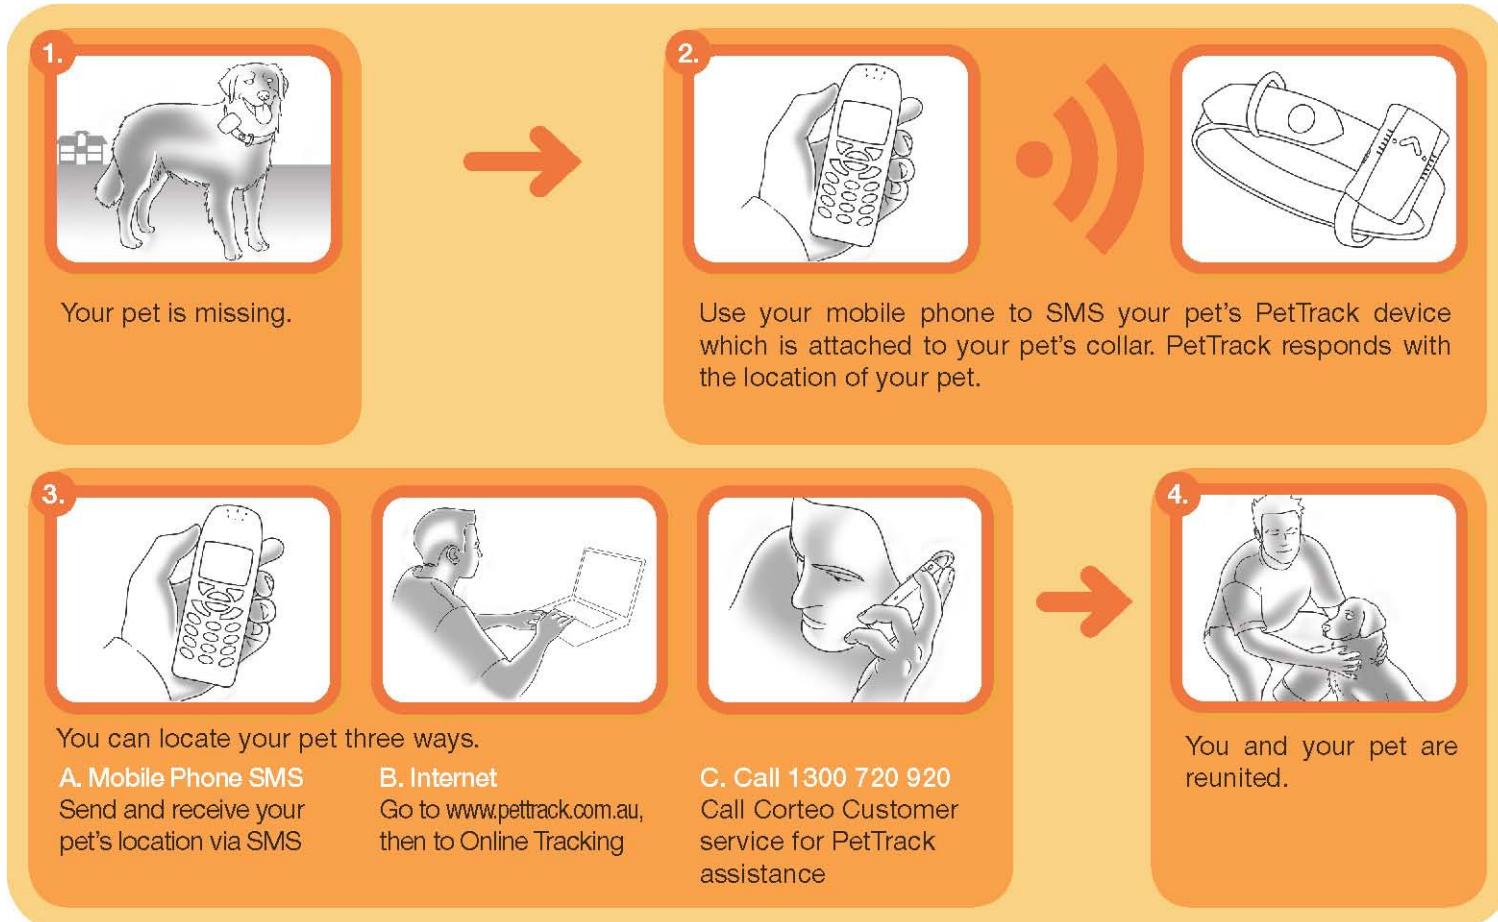 1.
Your pet is missing.
2.
Use your mobile phone to SMS your pet's PetTrack device
which is attached to your pet's collar. PetTrack responds with
the location of your pet.
3.
You can locate your pet three ways.
A. Mobile Phone SMS
Send and receive your
pet's location via SMS
B. Internet
Go to www.pettrack.com.au,
then to Online Tracking
C. Call 1300 720 920
Call Corteo Customer
service for PetTrack
assistance
4.
You and your pet are
reunited.